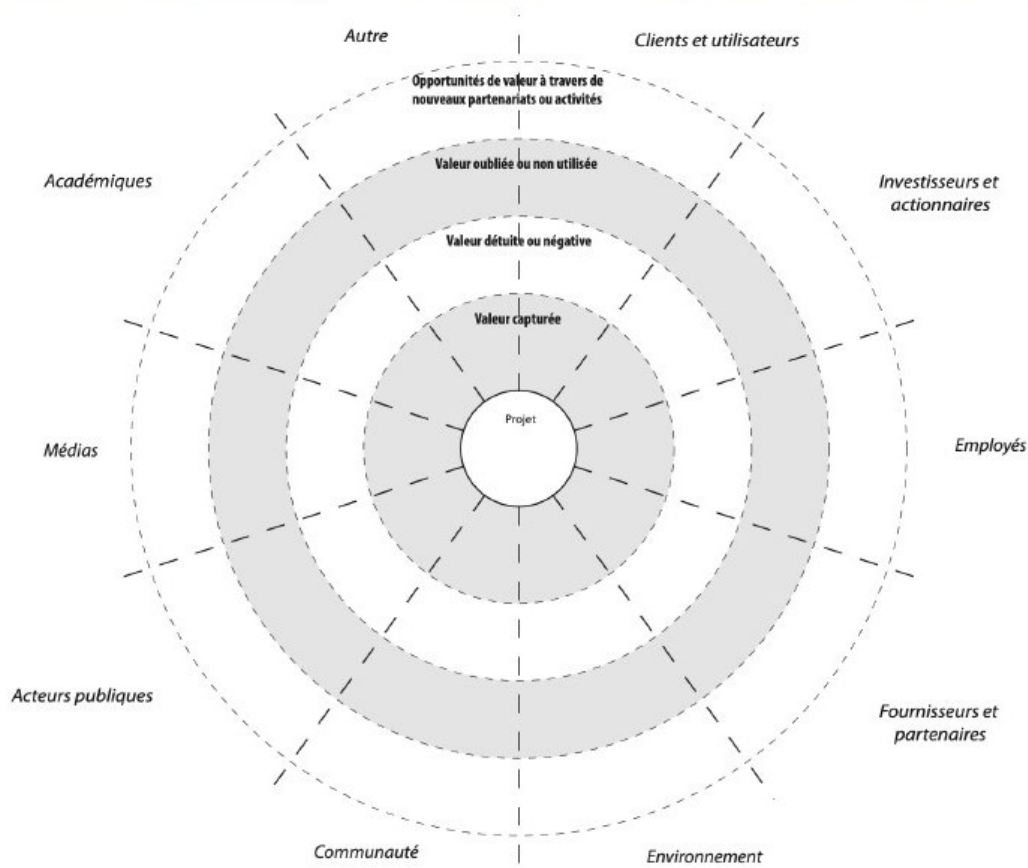 Autre
Clients et utilisateurs
Opportunités de valeur à travers de
nouveaux partenariats ou activités
Valeur oubliée ou non utilisée
Académiques
Investisseurs et
actionnaires
Valeur détuite ou négative
Valeur capturée
Projet
Médias
Employés
Acteurs publiques
Fournisseurs et
partenaires
Communauté
Environnement